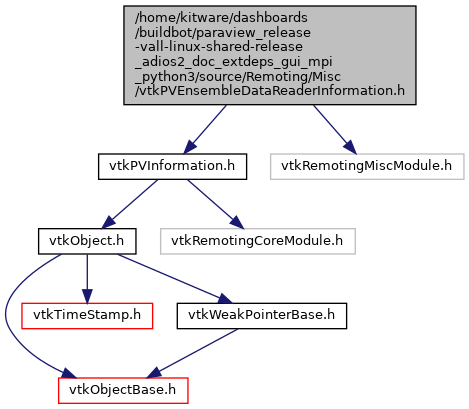 /home/kitware/dashboards
/buildbot/paraview_release
-vall-linux-shared-release
_adios2_doc_extdeps_gui_mpi
_python3/source/Remoting/Misc
/vtkPVEnsembleDataReaderInformation.h
vtkPVInformation.h
vtkRemotingMiscModule.h
vtkObject.h
vtkRemotingCoreModule.h
vtkTimeStamp.h
vtkWeakPointerBase.h
vtkObjectBase.h